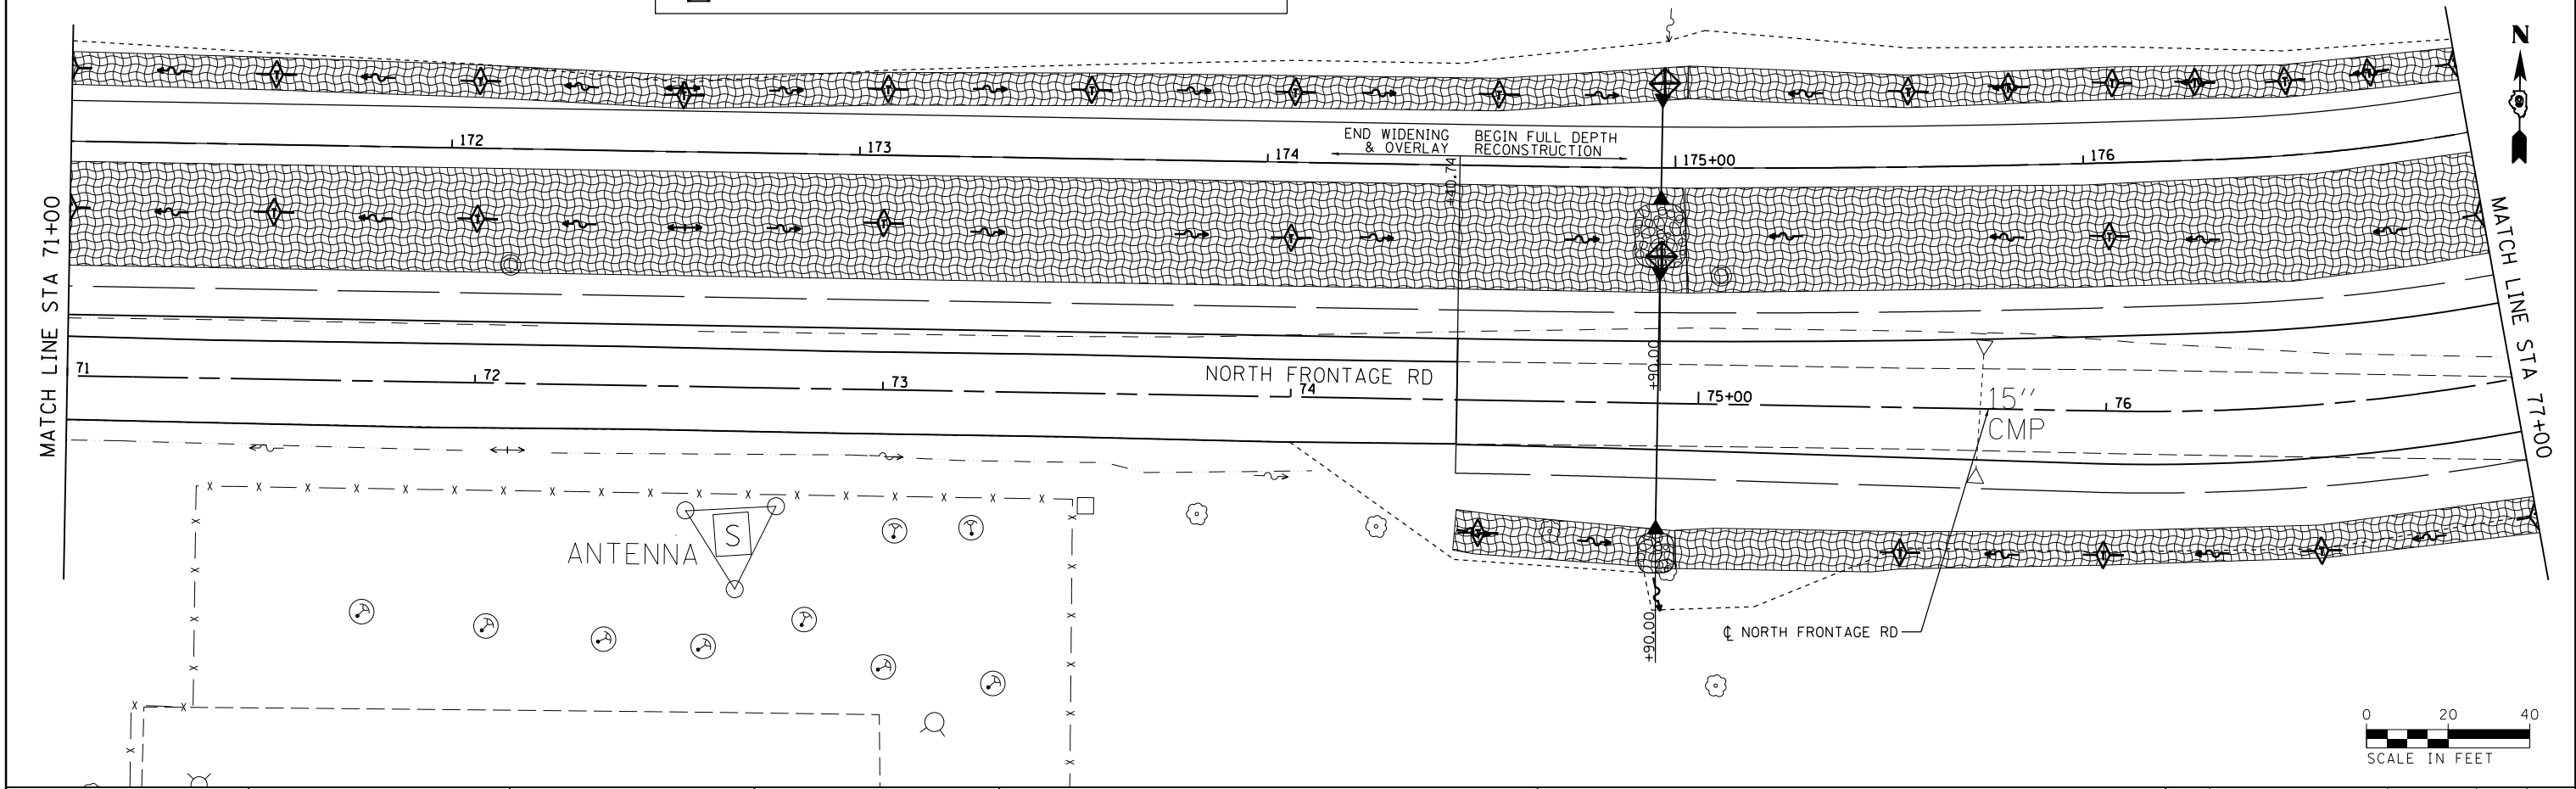 N
172
173
174
END WIDENING
& OVERLAY
BEGIN FULL DEPTH
RECONSTRUCTION
175+00
176
+40.74
MATCH LINE STA 71+00
MATCH LINE STA 77+00
71
72
73
NORTH FRONTAGE RD
74
+90.00
75+00
15''
CMP
76
ANTENNA
S
+90.00
℄ NORTH FRONTAGE RD
0 20 40
SCALE IN FEET